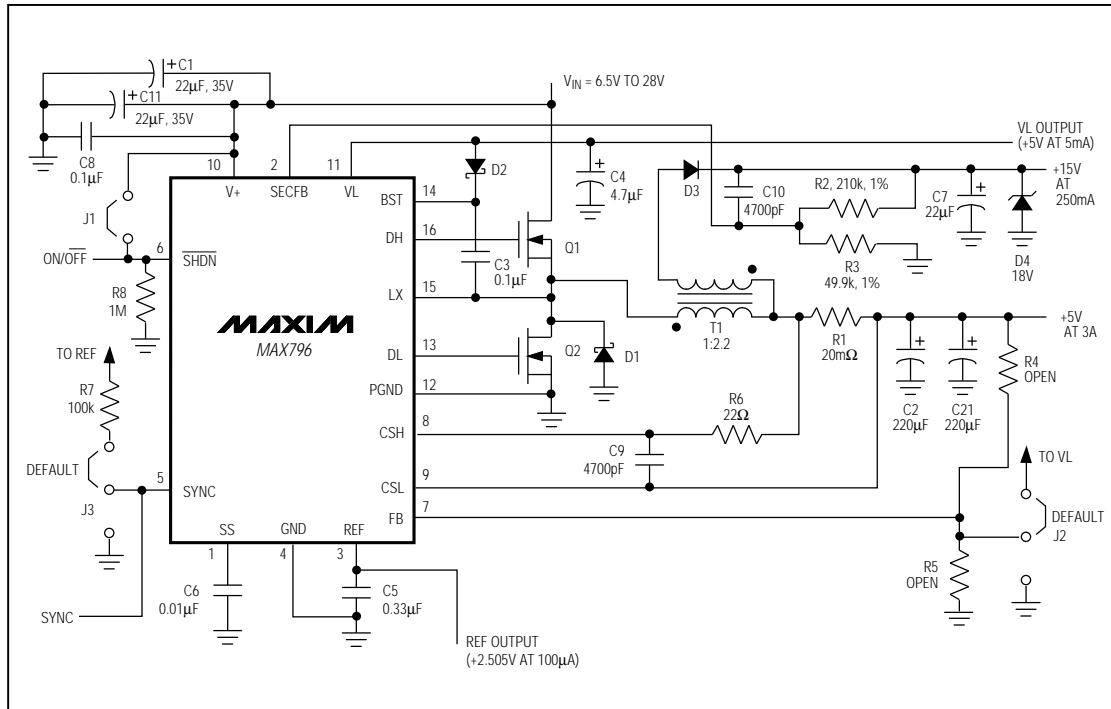 +C1
22μF, 35V
+C11
22μF, 35V
C8
0.1μF
VIN = 6.5V TO 28V
VL OUTPUT
(+5V AT 5mA)
10
2
11
V+
SECFB
VL
D2
C4
4.7μF
+
D3
C10
4700pF
R2, 210k, 1%
C7
22μF
+
+15V
AT
250mA
J1
BST
14
DH
16
Q1
C3
0.1μF
R3
49.9k, 1%
D4
18V
ON/OFF
6
SHDN
R8
1M
LX
15
MAXIM
MAX796
T1
1:2.2
R1
20mΩ
+5V
AT 3A
DL
13
Q2
D1
+
+
C2
220μF
C21
220μF
R4
OPEN
TO REF
R7
100k
PGND
12
CSH
8
R6
22Ω
C9
4700pF
DEFAULT
5
SYNC
J3
CSL
9
FB
7
TO VL
DEFAULT
J2
SS
GND
REF
1
4
3
C6
0.01μF
C5
0.33μF
R5
OPEN
SYNC
REF OUTPUT
(+2.505V AT 100μA)